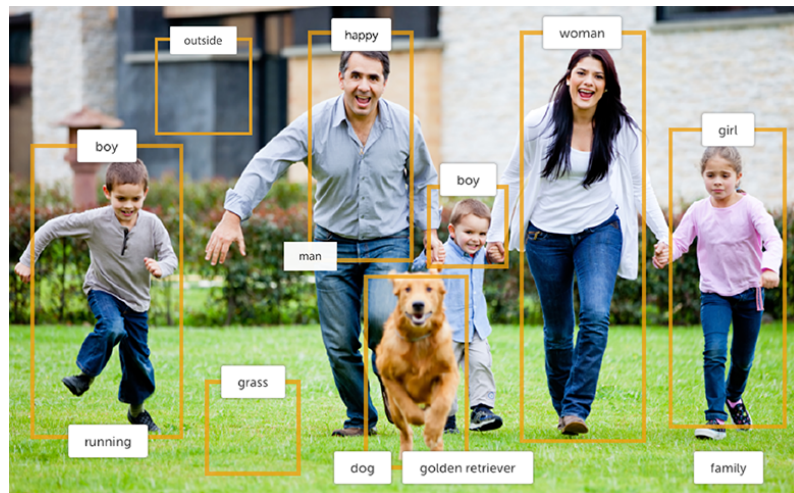 outside
happy
woman
girl
boy
boy
man
grass
running
dog
golden retriever
family